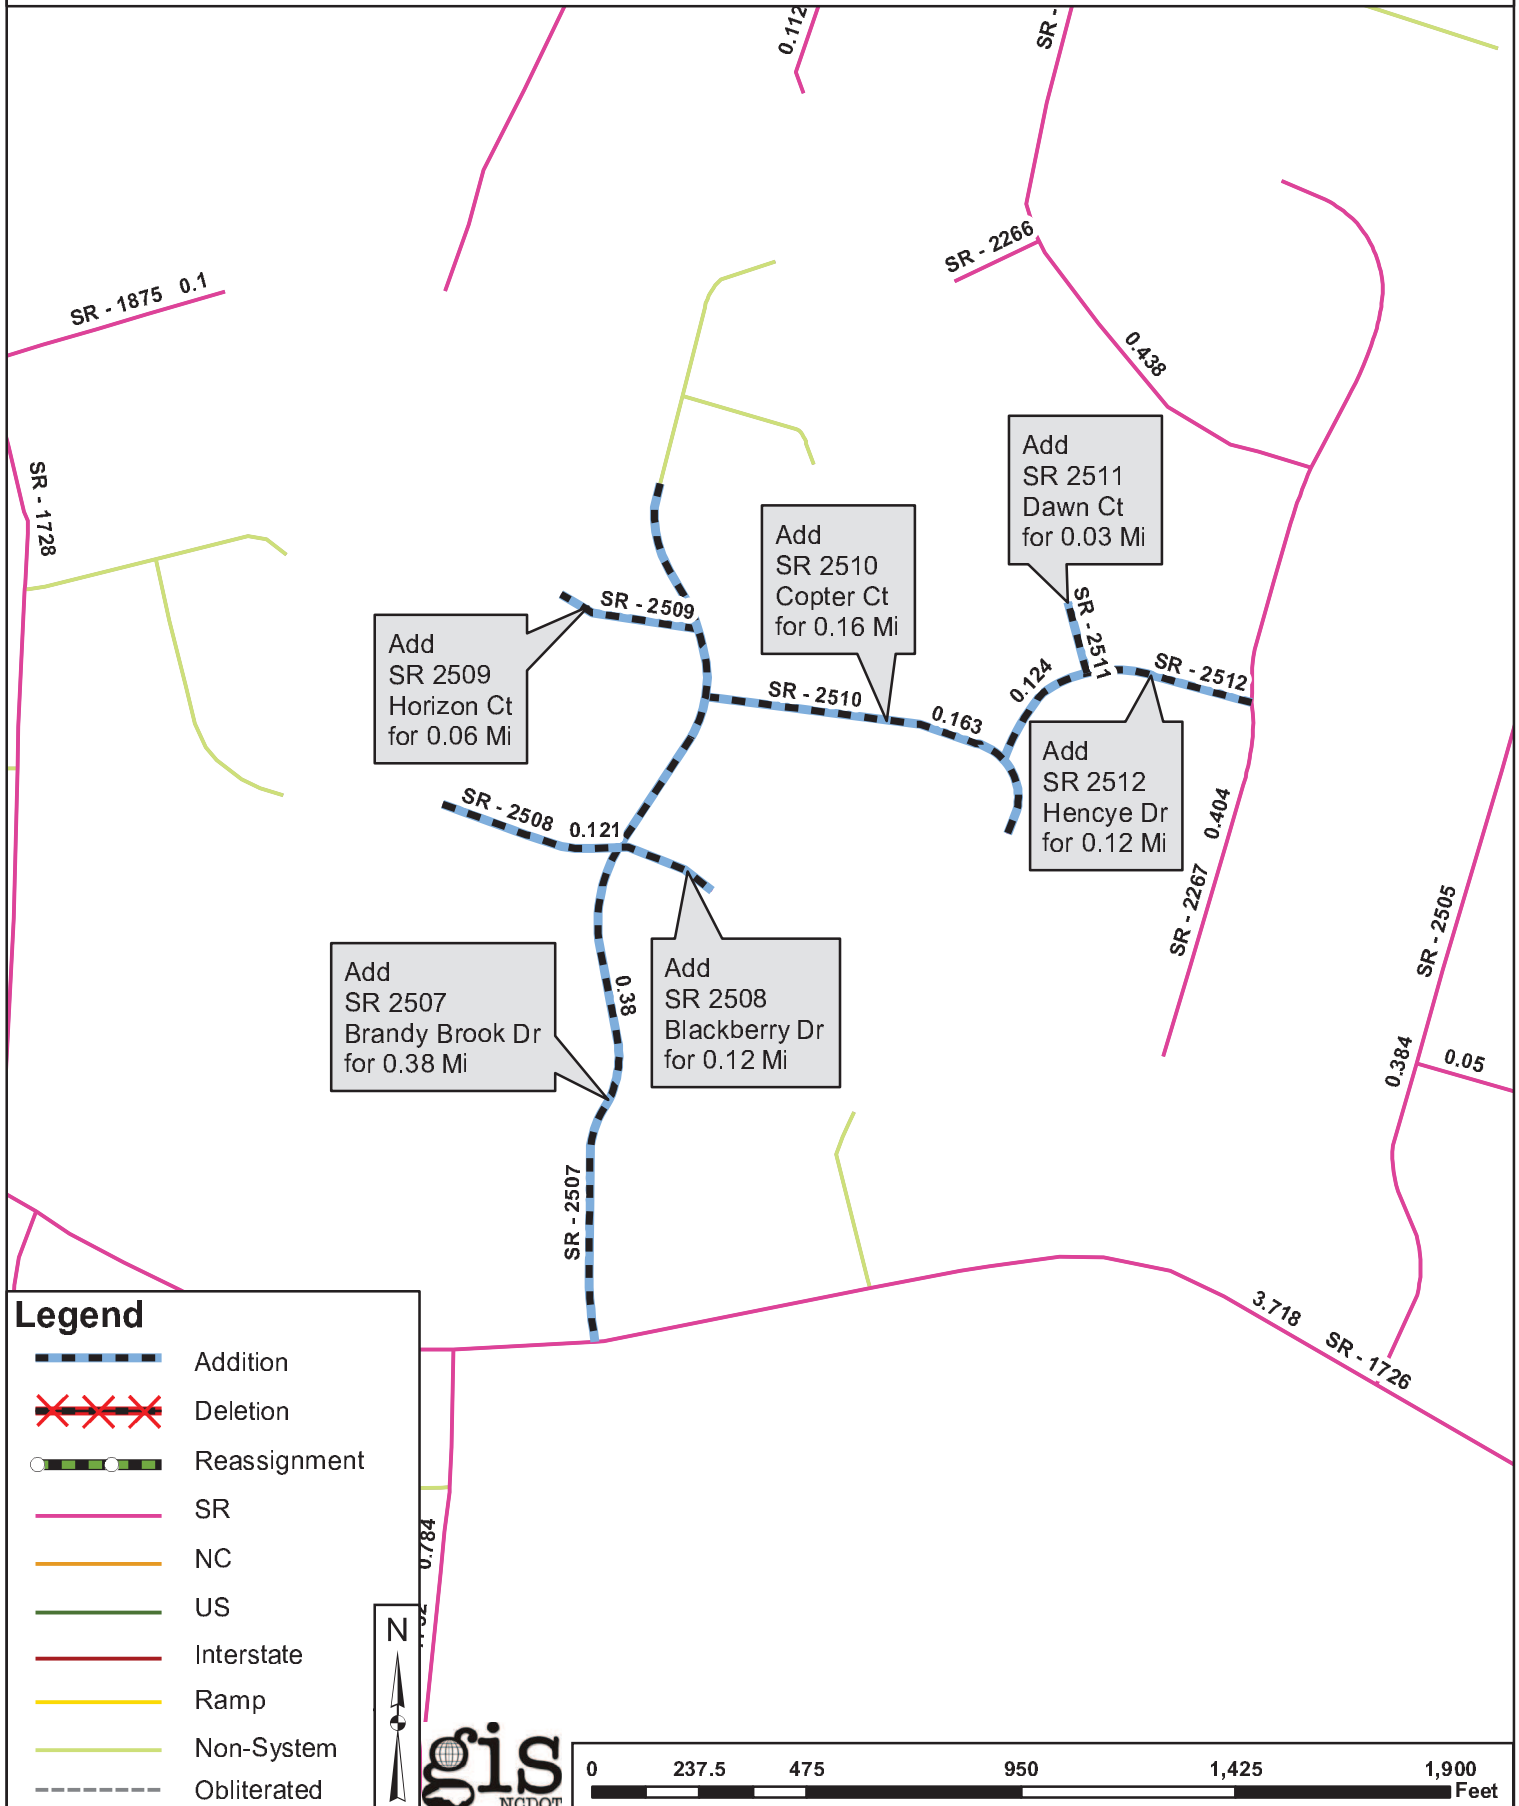 0.112
SR -
SR - 2266
SR - 1875 0.1
0.438
SR - 1728
Add
SR 2511
Dawn Ct
for 0.03 Mi
Add
SR 2510
Copter Ct
for 0.16 Mi
SR - 2509
SR - 2511
Add
SR 2509
Horizon Ct
for 0.06 Mi
SR - 2510
0.163
0.124
SR - 2512
Add
SR 2512
Hencye Dr
for 0.12 Mi
SR - 2508
0.121
0.404
SR - 2267
SR - 2505
Add
SR 2507
Brandy Brook Dr
for 0.38 Mi
0.38
Add
SR 2508
Blackberry Dr
for 0.12 Mi
0.384
0.05
SR - 2507
3.718
SR - 1726
Legend
Addition
Deletion
Reassignment
SR
NC
US
Interstate
Ramp
Non-System
Obliterated
0.784
N
gis
NCDOT
0 237.5 475 950 1,425 1,900
Feet